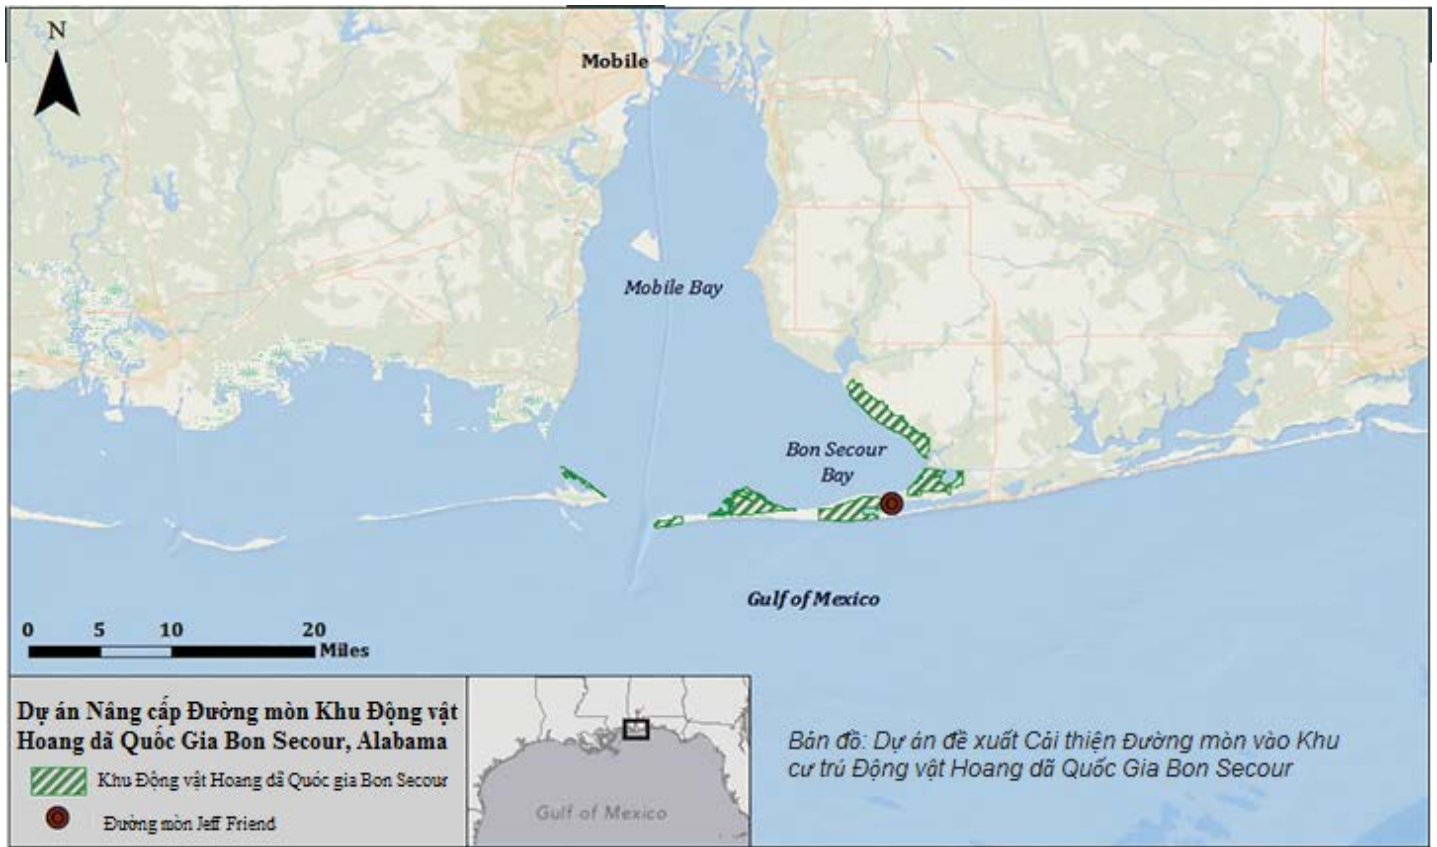 N
Mobile
Mobile Bay
Bon Secour
Bay
Gulf of Mexico
0 5 10 20
Miles
Dự án Nâng cấp Đường mòn Khu Động vật
Hoang dã Quốc Gia Bon Secour, Alabama
Khu Động vật Hoang dã Quốc gia Bon Secour
Đường mòn Jeff Friend
Gulf of Mexico
Bản đồ: Dự án đề xuất Cải thiện Đường mòn vào Khu
cư trú Động vật Hoang dã Quốc Gia Bon Secour